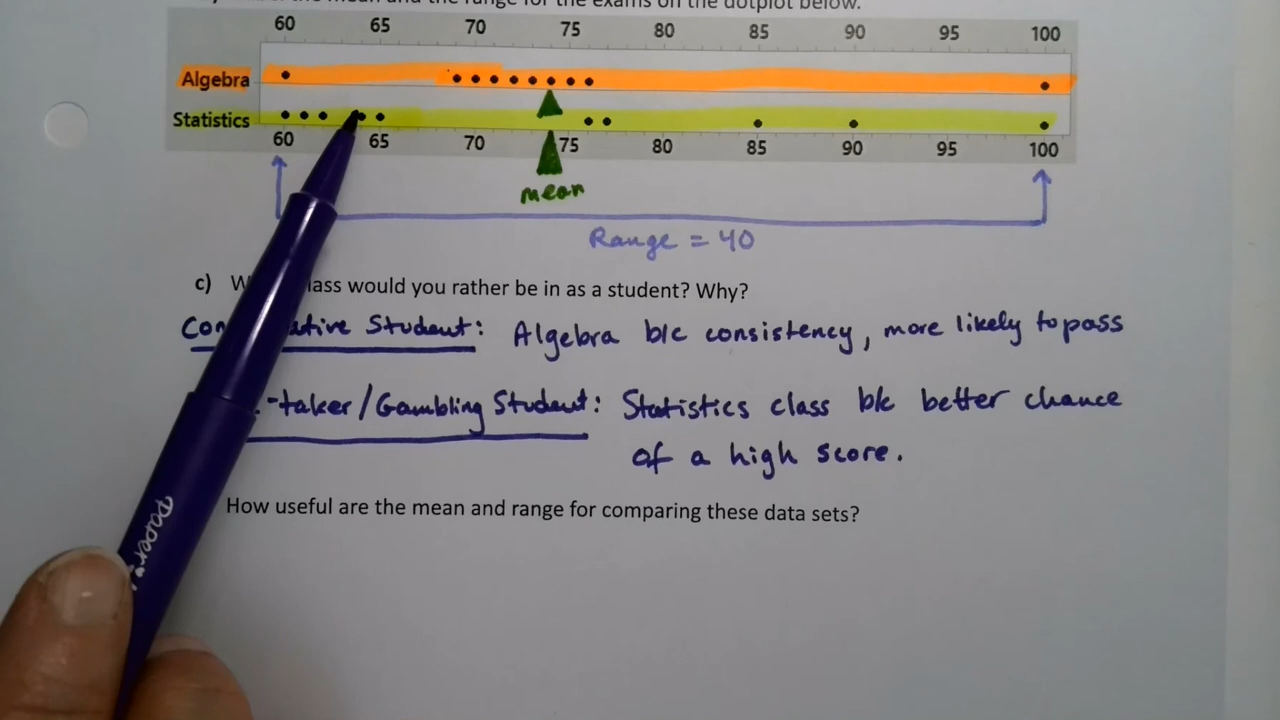 the mean and the range for the exams on the dotplot below.
60 65 70 75 80 85 90 95 100
Algebra
Statistics
60 65 70 75 80 85 90 95 100
mean
Range = 40
c) would you rather be in as a student? Why?
Student: Algebra b/c consistency, more likely to pass
-taker/Gambling Student: Statistics class b/c better chance
of a high score.
How useful are the mean and range for comparing these data sets?
Paper